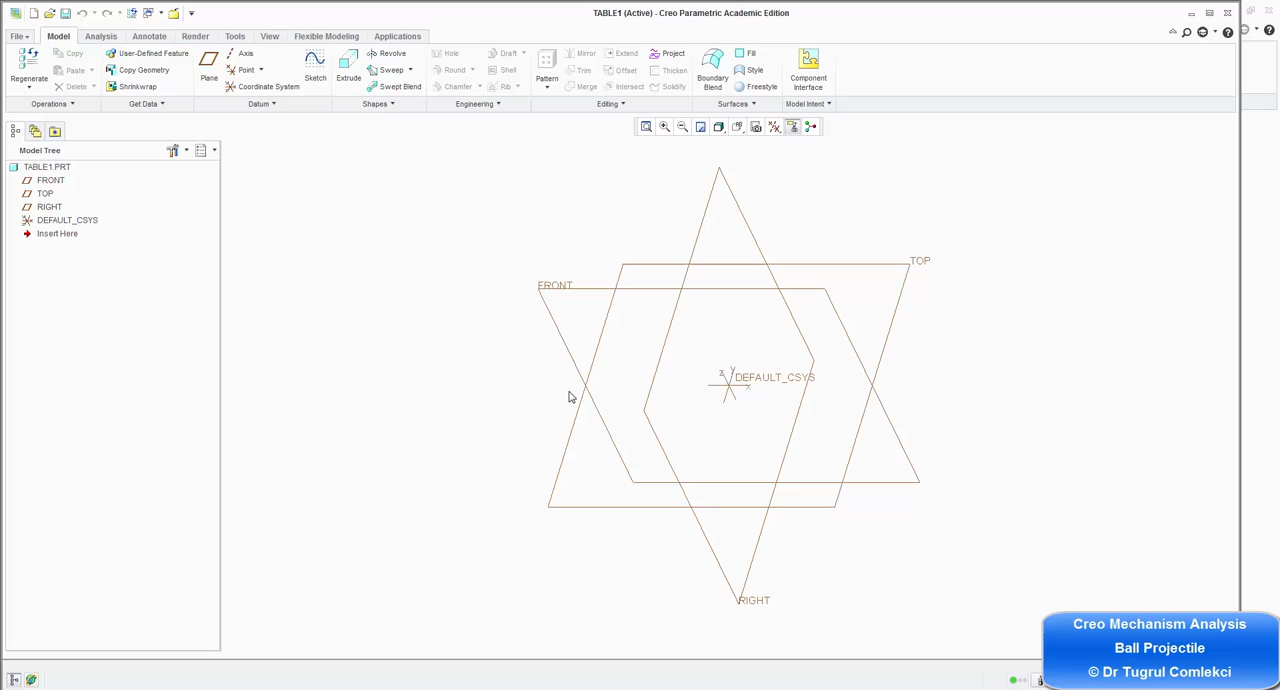 TABLE1 (Active) - Creo Parametric Academic Edition
File
Model
Analysis
Annotate
Render
Tools
View
Flexible Modeling
Applications
Regenerate
Copy
Paste
Delete
User-Defined Feature
Copy Geometry
Shrinkwrap
Plane
Axis
Point
Coordinate System
Sketch
Extrude
Revolve
Sweep
Swept Blend
Hole
Round
Chamfer
Draft
Shell
Rib
Pattern
Mirror
Trim
Merge
Extend
Offset
Intersect
Project
Thicken
Solidify
Boundary
Blend
Fill
Style
Freestyle
Component
Interface
Operations
Get Data
Datum
Shapes
Engineering
Editing
Surfaces
Model Intent
Model Tree
TABLE1.PRT
FRONT
TOP
RIGHT
DEFAULT_CSYS
Insert Here
TOP
FRONT
z
y
DEFAULT_CSYS
x
RIGHT
Creo Mechanism Analysis
Ball Projectile
© Dr Tugrul Comlekci